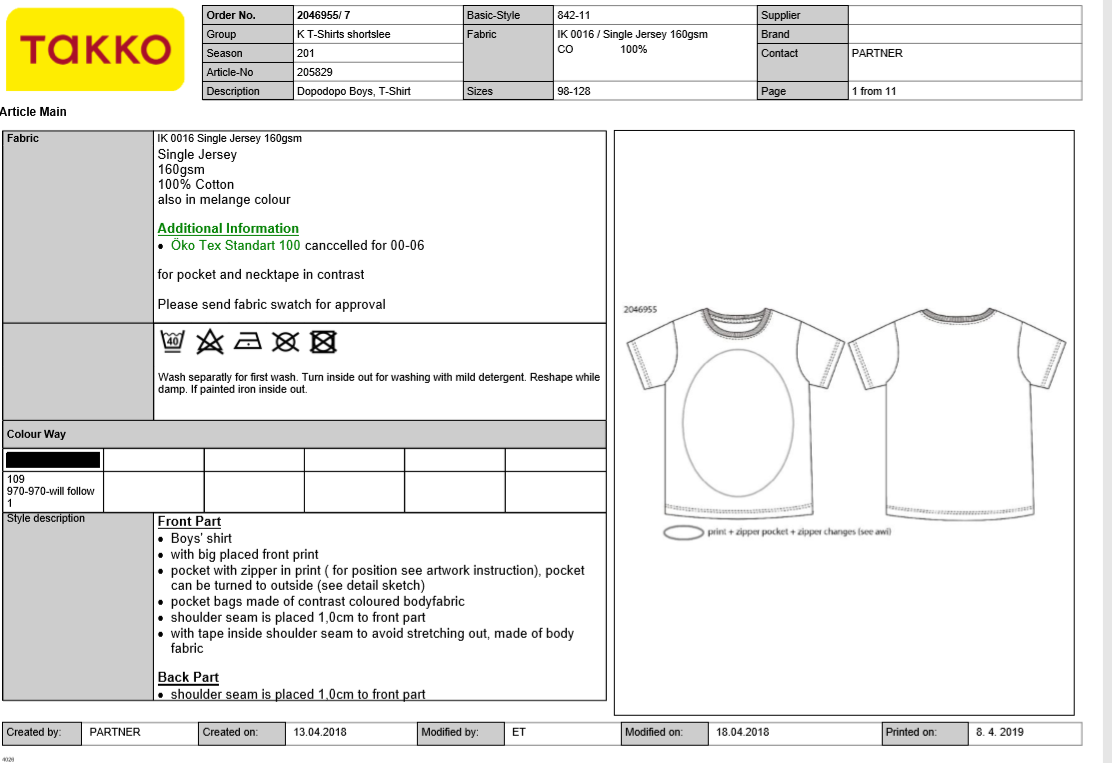 TAKKO
Order No. 2046955/ 7 Basic-Style 842-11 Supplier
Group K T-Shirts shortslee Fabric IK 0016 / Single Jersey 160gsm Brand
Season 201 CO 100% Contact PARTNER
Article-No 205829
Description Dopodopo Boys, T-Shirt Sizes 98-128 Page 1 from 11
Article Main
Fabric IK 0016 Single Jersey 160gsm
Single Jersey
160gsm
100% Cotton
also in melange colour
Additional Information
• Öko Tex Standart 100 canccelled for 00-06
for pocket and necktape in contrast
Please send fabric swatch for approval
40
Wash separatly for first wash. Turn inside out for washing with mild detergent. Reshape while
damp. If painted iron inside out.
Colour Way
109
970-970-will follow
1
Style description
Front Part
• Boys' shirt
• with big placed front print
• pocket with zipper in print ( for position see artwork instruction), pocket
can be turned to outside (see detail sketch)
• pocket bags made of contrast coloured bodyfabric
• shoulder seam is placed 1,0cm to front part
• with tape inside shoulder seam to avoid stretching out, made of body
fabric
Back Part
• shoulder seam is placed 1,0cm to front part
2046955
print + zipper pocket + zipper changes (see awi)
Created by: PARTNER Created on: 13.04.2018 Modified by: ET Modified on: 18.04.2018 Printed on: 8. 4. 2019